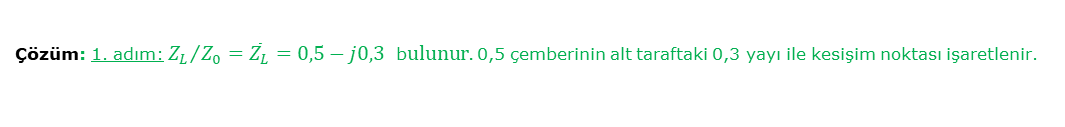 Çözüm: 1. adım: Z_L/Z_0 = Z_Ĺ = 0,5 − j0,3 bulunur. 0,5 çemberinin alt taraftaki 0,3 yayı ile kesişim noktası işaretlenir.